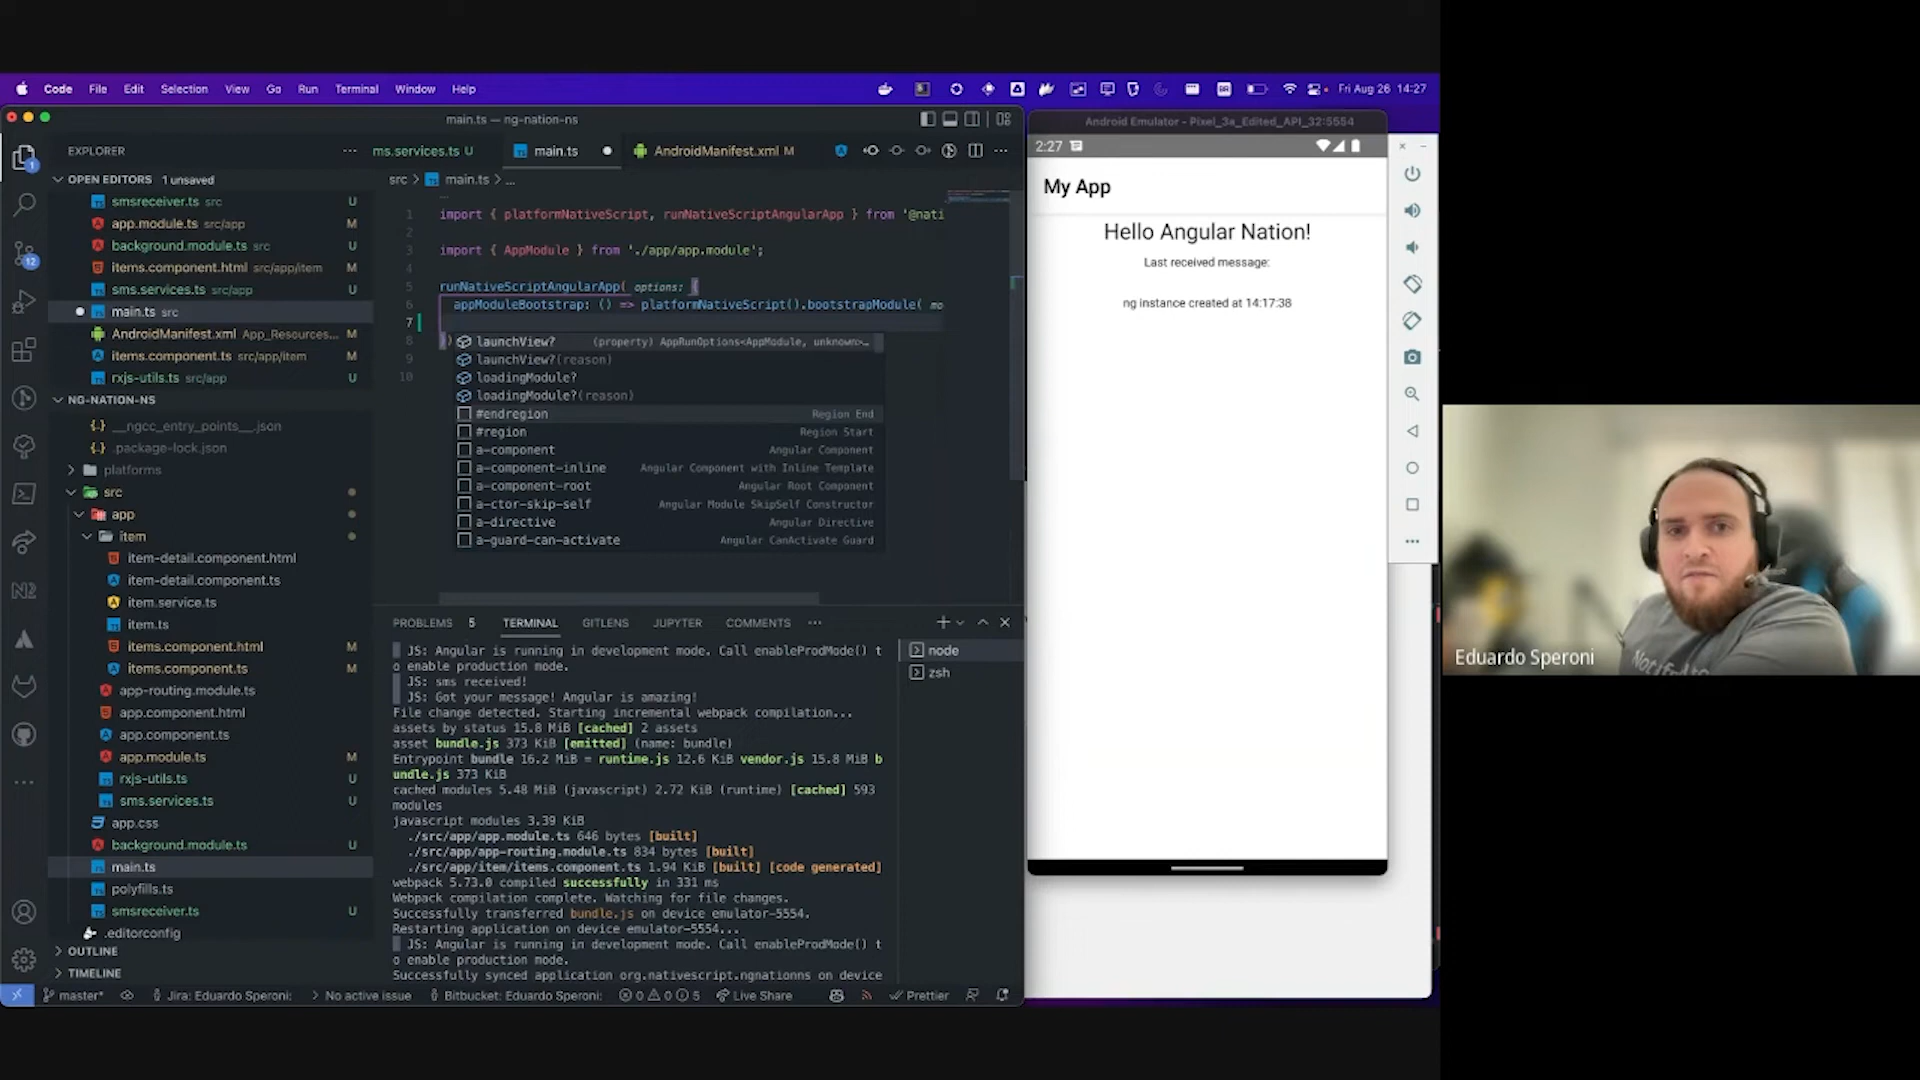 Code File Edit Selection View Go Run Terminal Window Help
Fri Aug 26 14:27
main.ts — ng-nation-ns
EXPLORER
OPEN EDITORS 1 unsaved
smsreceiver.ts src U
app.module.ts src/app M
background.module.ts src U
items.component.html src/app/item M
sms.services.ts src/app U
main.ts src
AndroidManifest.xml App_Resources... M
items.component.ts src/app/item M
rxjs-utils.ts src/app U
NG-NATION-NS
__ngcc_entry_points__.json
.package-lock.json
platforms
src
app
item
item-detail.component.html
item-detail.component.ts
item.service.ts
item.ts
items.component.html M
items.component.ts M
app-routing.module.ts
app.component.html
app.component.ts
app.module.ts M
rxjs-utils.ts U
sms.services.ts U
app.css
background.module.ts U
main.ts
polyfills.ts
smsreceiver.ts U
.editorconfig
OUTLINE
TIMELINE
1
12
ms.services.ts U main.ts AndroidManifest.xml M
src > main.ts > ...
1 import { platformNativeScript, runNativeScriptAngularApp } from '@nati
2
3 import { AppModule } from './app/app.module';
4
5 runNativeScriptAngularApp( options: {
6 appModuleBootstrap: () => platformNativeScript().bootstrapModule( mo
7
8 })
9
10
launchView? (property) AppRunOptions<AppModule, unknown>…
launchView?(reason)
loadingModule?
loadingModule?(reason)
#endregion Region End
#region Region Start
a-component Angular Component
a-component-inline Angular Component with Inline Template
a-component-root Angular Root Component
a-ctor-skip-self Angular Module SkipSelf Constructor
a-directive Angular Directive
a-guard-can-activate Angular CanActivate Guard
PROBLEMS 5 TERMINAL GITLENS JUPYTER COMMENTS ...
node
zsh
JS: Angular is running in development mode. Call enableProdMode() t
o enable production mode.
JS: sms received!
JS: Got your message! Angular is amazing!
File change detected. Starting incremental webpack compilation...
assets by status 15.8 MiB [cached] 2 assets
asset bundle.js 373 KiB [emitted] (name: bundle)
Entrypoint bundle 16.2 MiB = runtime.js 12.6 KiB vendor.js 15.8 MiB b
undle.js 373 KiB
cached modules 5.48 MiB (javascript) 2.72 KiB (runtime) [cached] 593
modules
javascript modules 3.39 KiB
./src/app/app.module.ts 646 bytes [built]
./src/app/app-routing.module.ts 834 bytes [built]
./src/app/item/items.component.ts 1.94 KiB [built] [code generated]
webpack 5.73.0 compiled successfully in 331 ms
Webpack compilation complete. Watching for file changes.
Successfully transferred bundle.js on device emulator-5554.
Restarting application on device emulator-5554...
JS: Angular is running in development mode. Call enableProdMode() t
o enable production mode.
Successfully synced application org.nativescript.ngnationns on device
master* Jira: Eduardo Speroni: No active issue Bitbucket: Eduardo Speroni: 0 0 5 Live Share Prettier
Android Emulator - Pixel_3a_Edited_API_32:5554
2:27
My App
Hello Angular Nation!
Last received message:
ng instance created at 14:17:38
Eduardo Speroni